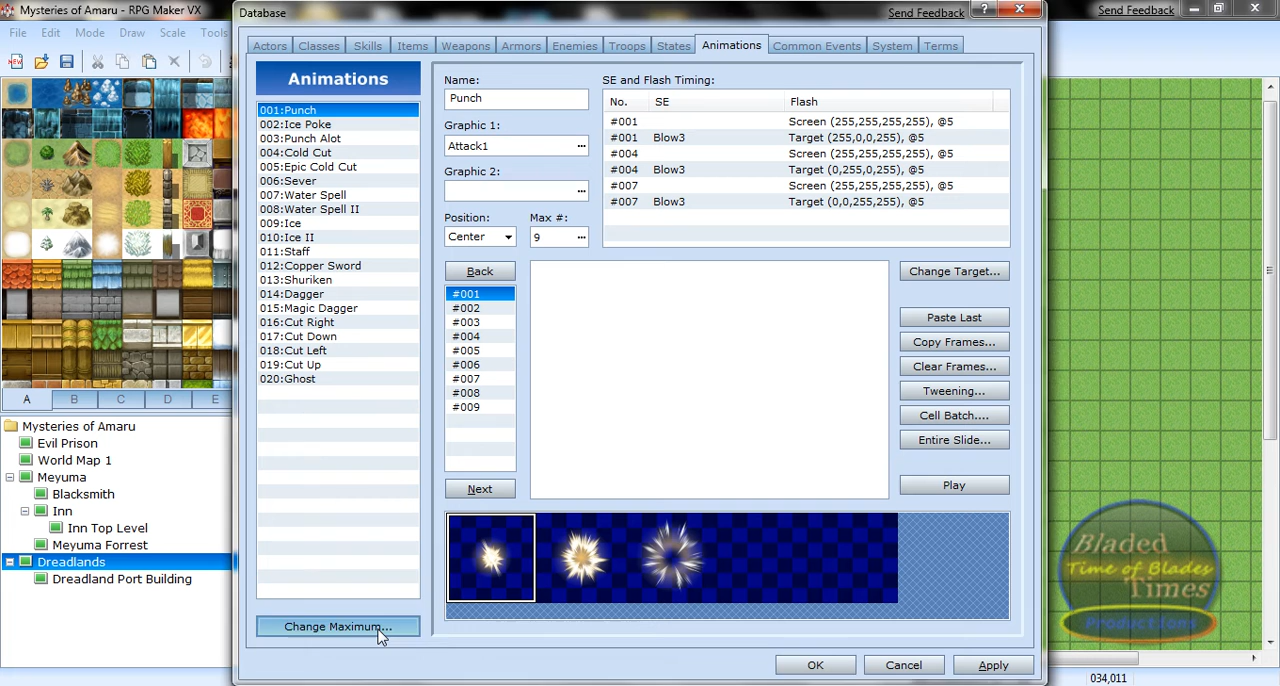 Mysteries of Amaru - RPG Maker VX
File Edit Mode Draw Scale Tools
Database
Send Feedback
Send Feedback
Actors Classes Skills Items Weapons Armors Enemies Troops States Animations Common Events System Terms
Animations
001:Punch
002:Ice Poke
003:Punch Alot
004:Cold Cut
005:Epic Cold Cut
006:Sever
007:Water Spell
008:Water Spell II
009:Ice
010:Ice II
011:Staff
012:Copper Sword
013:Shuriken
014:Dagger
015:Magic Dagger
016:Cut Right
017:Cut Down
018:Cut Left
019:Cut Up
020:Ghost
Change Maximum...
Name:
Punch
Graphic 1:
Attack1 ...
Graphic 2:
...
Position: Max #:
Center 9 ...
SE and Flash Timing:
No. SE Flash
#001 Screen (255,255,255,255), @5
#001 Blow3 Target (255,0,0,255), @5
#004 Screen (255,255,255,255), @5
#004 Blow3 Target (0,255,0,255), @5
#007 Screen (255,255,255,255), @5
#007 Blow3 Target (0,0,255,255), @5
Back
#001
#002
#003
#004
#005
#006
#007
#008
#009
Next
Change Target...
Paste Last
Copy Frames...
Clear Frames...
Tweening...
Cell Batch....
Entire Slide...
Play
OK Cancel Apply
A B C D E
Mysteries of Amaru
Evil Prison
World Map 1
Meyuma
Blacksmith
Inn
Inn Top Level
Meyuma Forrest
Dreadlands
Dreadland Port Building
Bladed
Time of Blades
Times
Productions
034,011